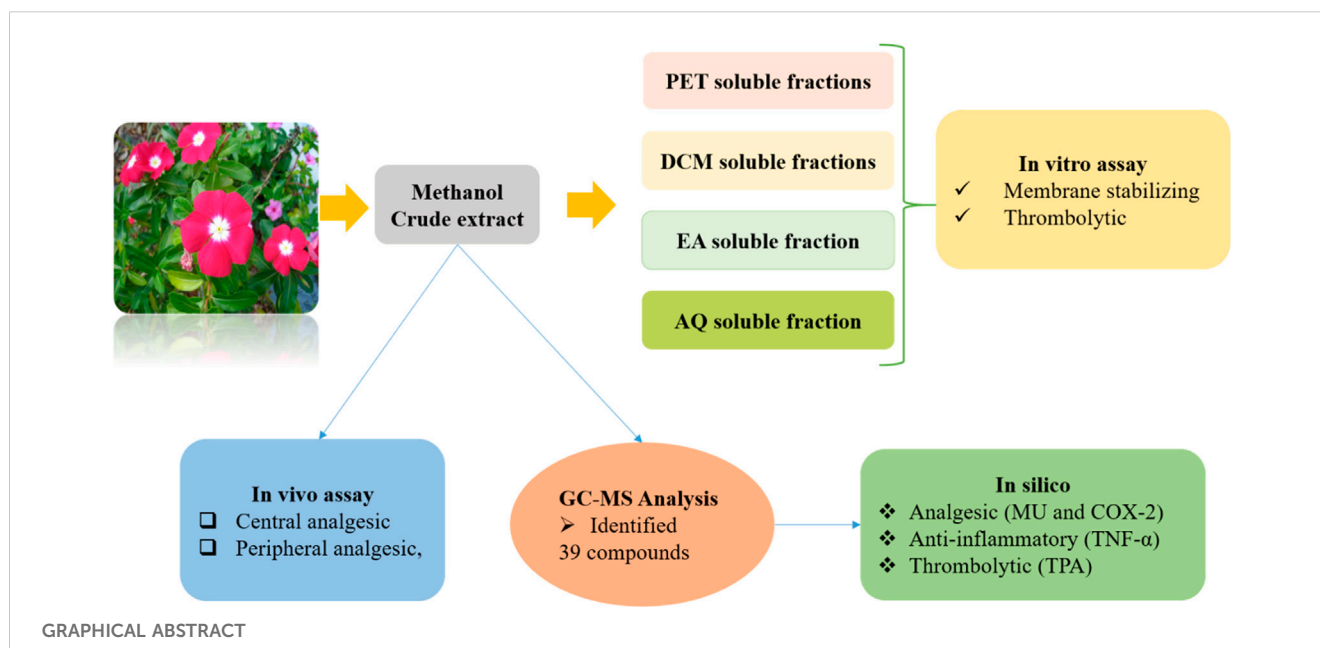 Methanol
Crude extract
PET soluble fractions
DCM soluble fractions
EA soluble fraction
AQ soluble fraction
In vitro assay
✓ Membrane stabilizing
✓ Thrombolytic
In vivo assay
❑ Central analgesic
❑ Peripheral analgesic,
GC-MS Analysis
➢ Identified
39 compounds
In silico
❖ Analgesic (MU and COX-2)
❖ Anti-inflammatory (TNF-α)
❖ Thrombolytic (TPA)
GRAPHICAL ABSTRACT